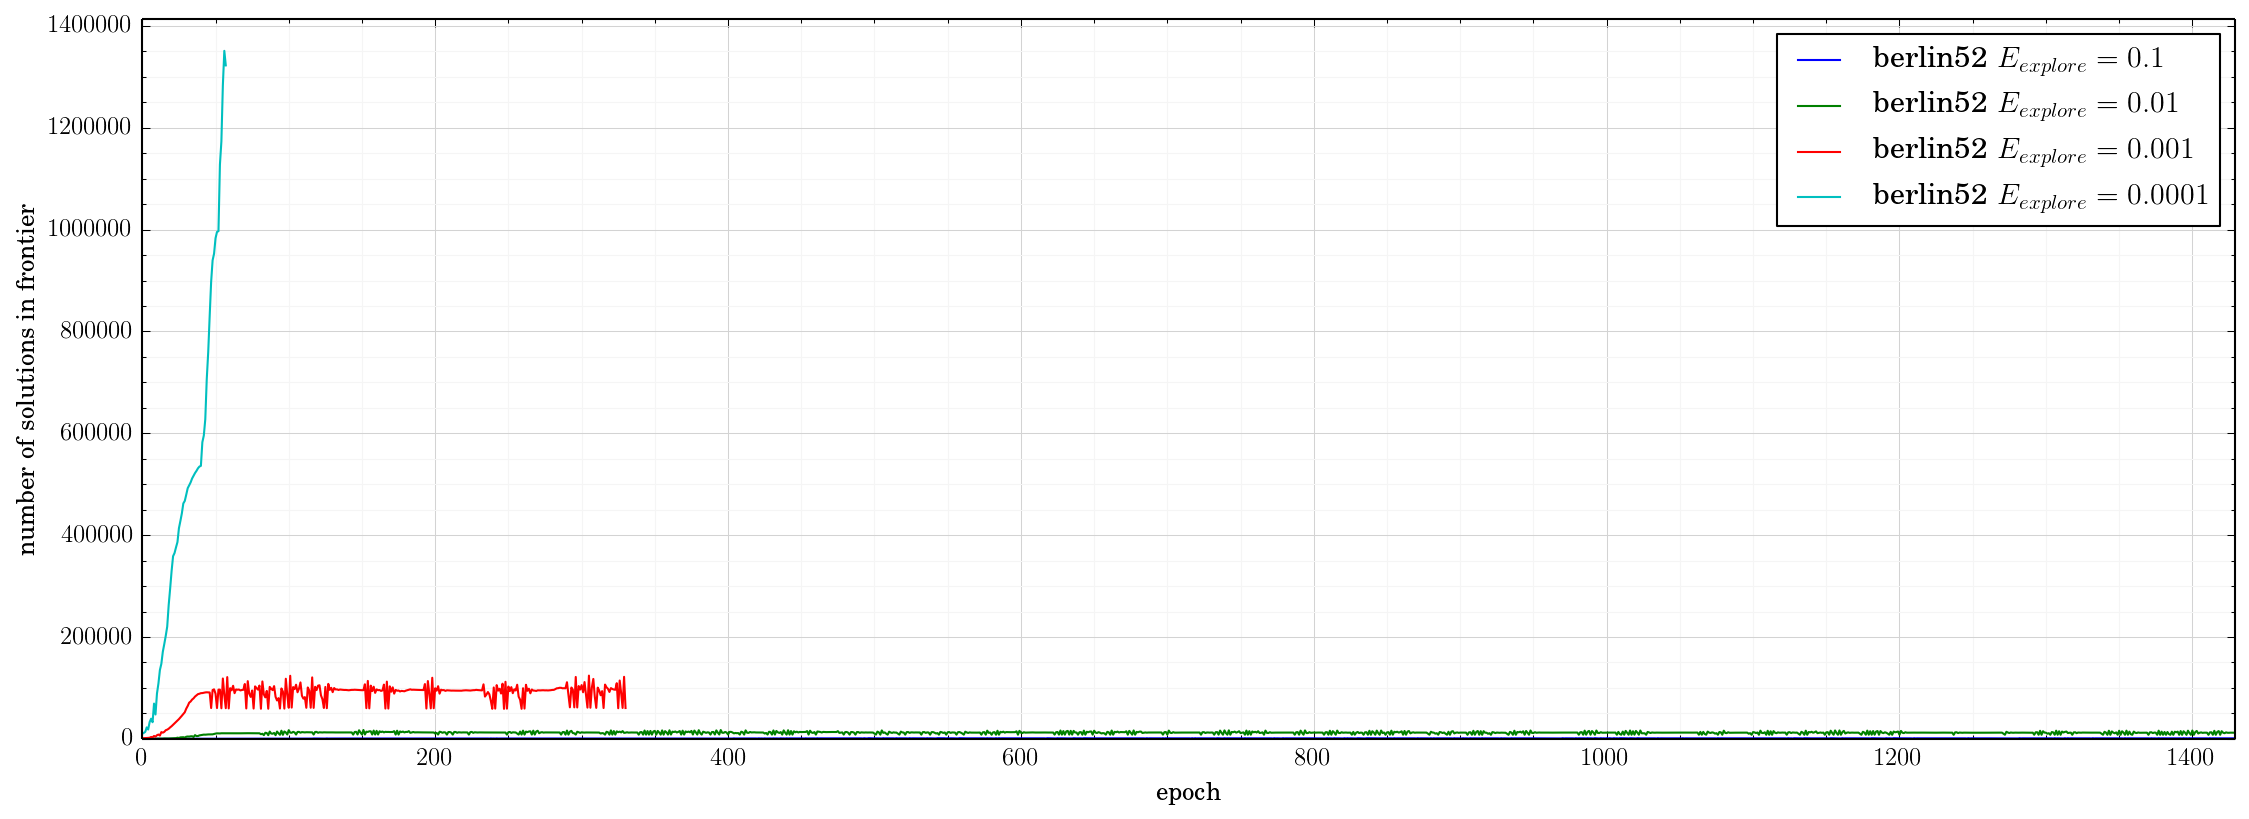 number of solutions in frontier
1400000
1200000
1000000
800000
600000
400000
200000
0
berlin52 E_explore = 0.1
berlin52 E_explore = 0.01
berlin52 E_explore = 0.001
berlin52 E_explore = 0.0001
0 200 400 600 800 1000 1200 1400
epoch